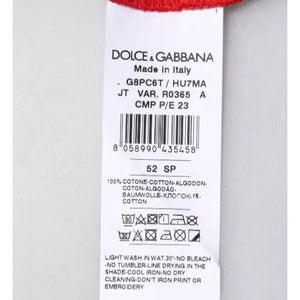 1
DOLCE & GABBANA
Made in Italy
G8PC6T / HU7MA
JT VAR. R0365 A
CMP P/E 23
8 058990 435458
52 SP
100% COTONE-COTTON-ALGODON-
COTON-ALGODÃO-
BAUMWOLLE-ХЛОПОК-
COTTON
LIGHT WASH IN WAT.30°-NO BLEACH
-NO TUMBLER-LINE DRYING IN THE
SHADE-COOL IRON-NO DRY
CLEANING-DON'T IRON PRINT OR
EMBROIDERY